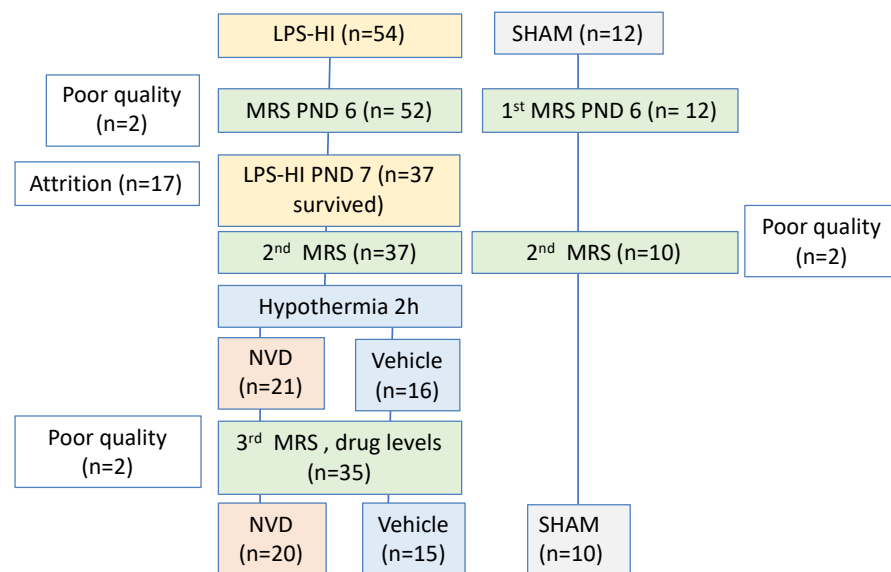 LPS-HI (n=54)
SHAM (n=12)
Poor quality
(n=2)
MRS PND 6 (n= 52)
1st MRS PND 6 (n= 12)
Attrition (n=17)
LPS-HI PND 7 (n=37
survived)
2nd MRS (n=37)
2nd MRS (n=10)
Poor quality
(n=2)
Hypothermia 2h
NVD
(n=21)
Vehicle
(n=16)
Poor quality
(n=2)
3rd MRS , drug levels
(n=35)
NVD
(n=20)
Vehicle
(n=15)
SHAM
(n=10)